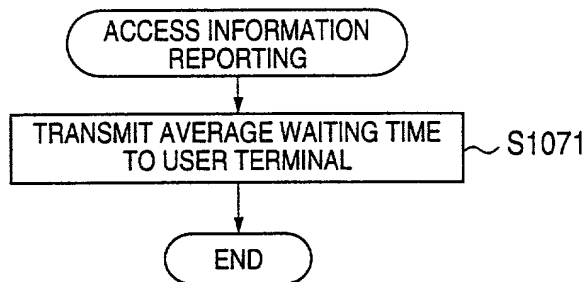 ACCESS INFORMATION
REPORTING
TRANSMIT AVERAGE WAITING TIME
TO USER TERMINAL
S1071
END